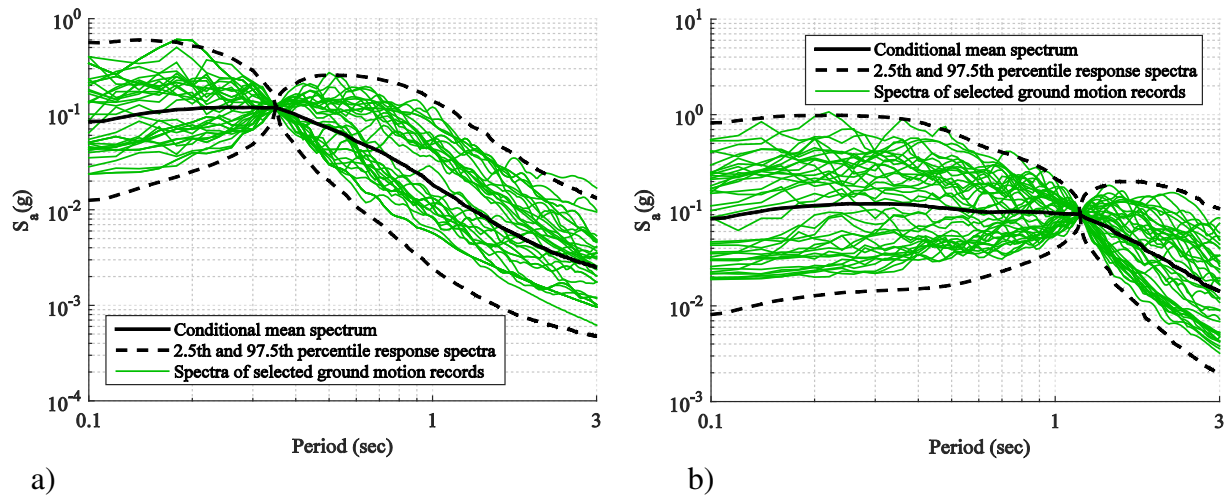 10^0
10^-1
10^-2
10^-3
10^-4
S_a (g)
Conditional mean spectrum
2.5th and 97.5th percentile response spectra
Spectra of selected ground motion records
0.1
1
3
Period (sec)
a)
10^1
10^0
10^-1
10^-2
10^-3
S_a (g)
Conditional mean spectrum
2.5th and 97.5th percentile response spectra
Spectra of selected ground motion records
0.1
1
3
Period (sec)
b)